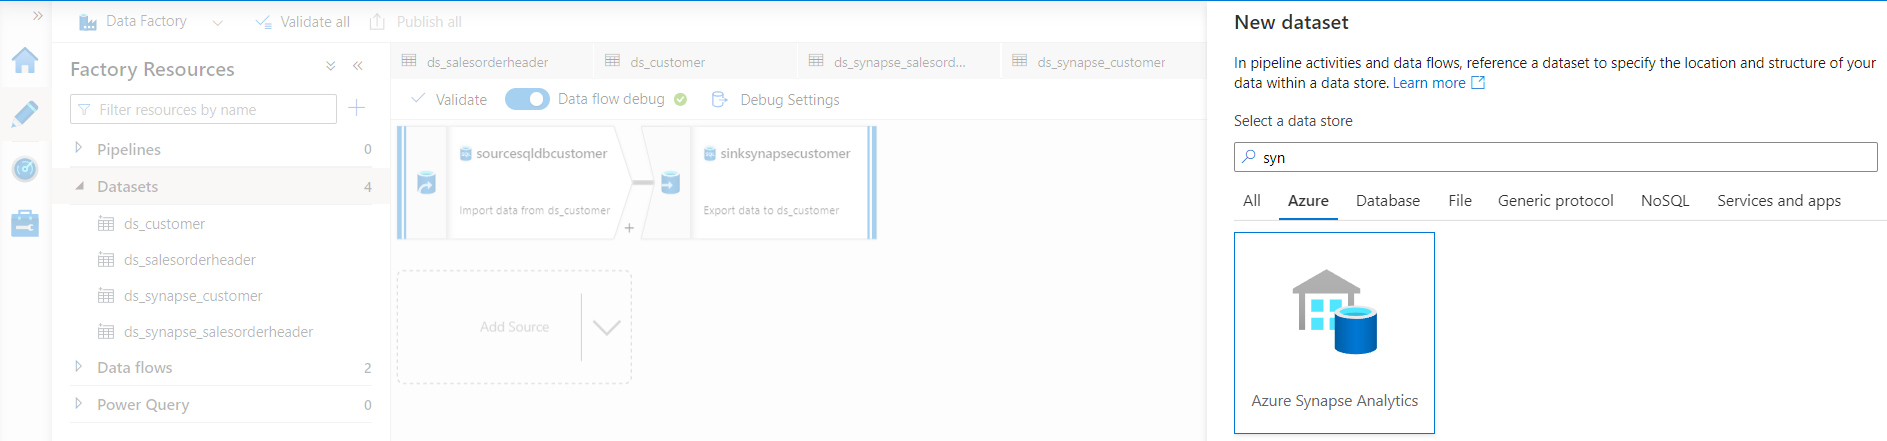 Data Factory
Validate all
Publish all
Factory Resources
Filter resources by name
Pipelines 0
Datasets 4
ds_customer
ds_salesorderheader
ds_synapse_customer
ds_synapse_salesorderheader
Data flows 2
Power Query 0
ds_salesorderheader
ds_customer
ds_synapse_salesord...
ds_synapse_customer
Validate
Data flow debug
Debug Settings
sourcesqldbcustomer
Import data from ds_customer
+
sinksynapsecustomer
Export data to ds_customer
Add Source
New dataset
In pipeline activities and data flows, reference a dataset to specify the location and structure of your
data within a data store. Learn more
Select a data store
syn
All Azure Database File Generic protocol NoSQL Services and apps
Azure Synapse Analytics